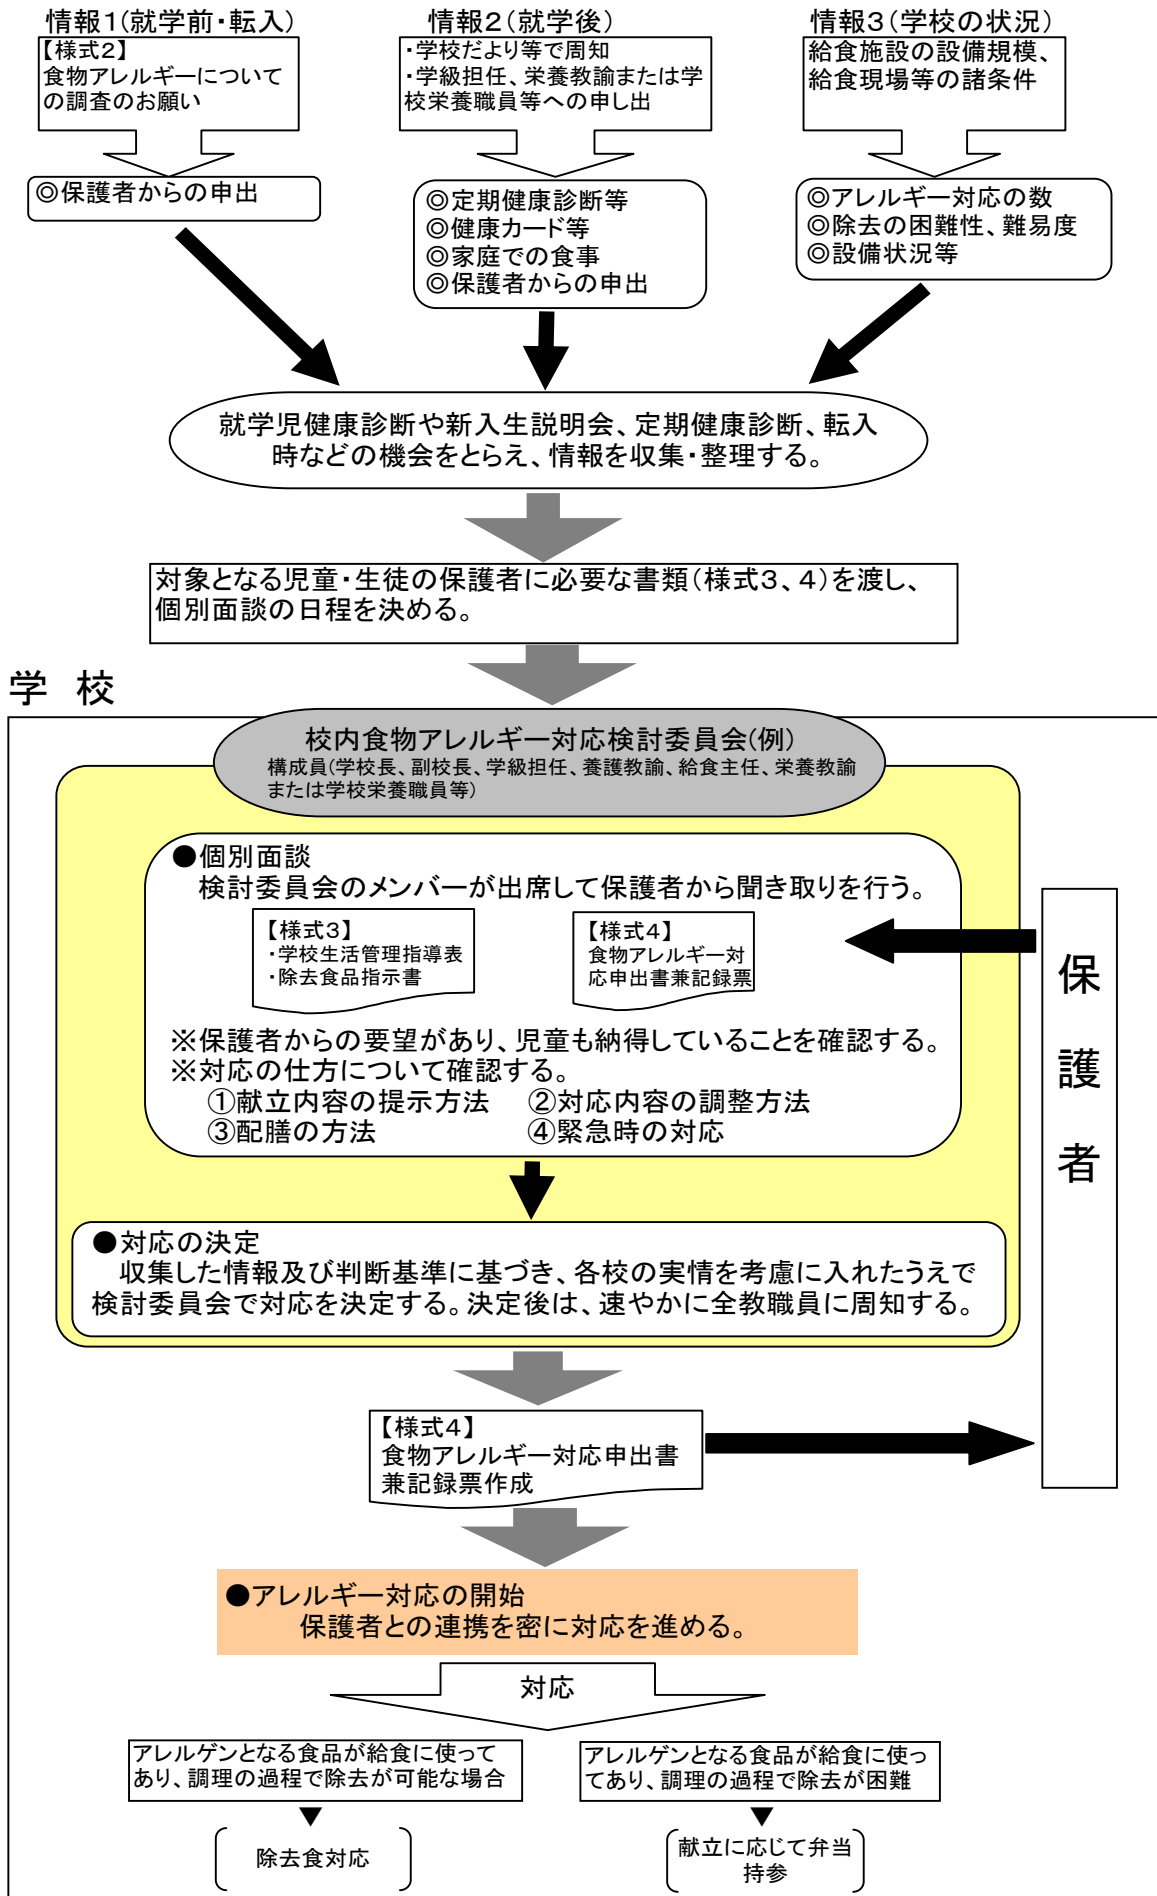 情報１（就学前・転入）
【様式２】
食物アレルギーについて
の調査のお願い
◎保護者からの申出
情報２（就学後）
・学校だより等で周知
・学級担任、栄養教諭または学
校栄養職員等への申し出
◎定期健康診断等
◎健康カード等
◎家庭での食事
◎保護者からの申出
情報３（学校の状況）
給食施設の設備規模、
給食現場等の諸条件
◎アレルギー対応の数
◎除去の困難性、難易度
◎設備状況等
就学児健康診断や新入生説明会、定期健康診断、転入
時などの機会をとらえ、情報を収集・整理する。
対象となる児童・生徒の保護者に必要な書類（様式３、４）を渡し、
個別面談の日程を決める。
学　校
校内食物アレルギー対応検討委員会(例)
構成員(学校長、副校長、学級担任、養護教諭、給食主任、栄養教諭
または学校栄養職員等)
●個別面談
検討委員会のメンバーが出席して保護者から聞き取りを行う。
【様式３】
・学校生活管理指導表
・除去食品指示書
【様式４】
食物アレルギー対
応申出書兼記録票
※保護者からの要望があり、児童も納得していることを確認する。
※対応の仕方について確認する。
①献立内容の提示方法　②対応内容の調整方法
③配膳の方法　④緊急時の対応
保護者
●対応の決定
収集した情報及び判断基準に基づき、各校の実情を考慮に入れたうえで
検討委員会で対応を決定する。決定後は、速やかに全教職員に周知する。
【様式４】
食物アレルギー対応申出書
兼記録票作成
●アレルギー対応の開始
保護者との連携を密に対応を進める。
対応
アレルゲンとなる食品が給食に使って
あり、調理の過程で除去が可能な場合
除去食対応
アレルゲンとなる食品が給食に使っ
てあり、調理の過程で除去が困難
献立に応じて弁当
持参